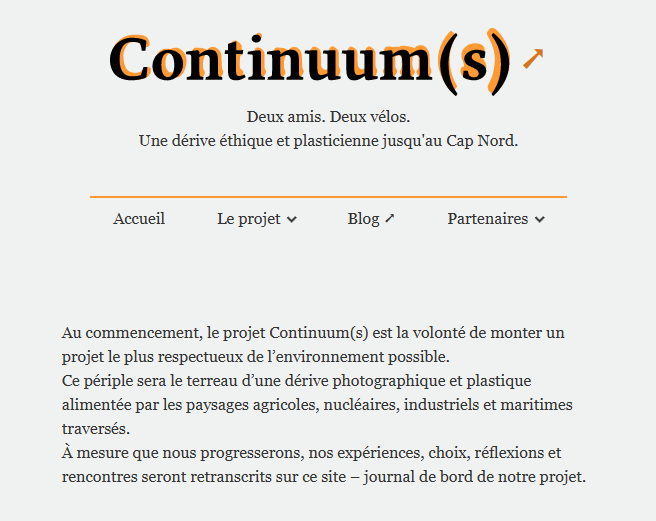 Continuum(s) ➚
Deux amis. Deux vélos.
Une dérive éthique et plasticienne jusqu'au Cap Nord.
Accueil Le projet Blog ➚ Partenaires
Au commencement, le projet Continuum(s) est la volonté de monter un
projet le plus respectueux de l’environnement possible.
Ce périple sera le terreau d’une dérive photographique et plastique
alimentée par les paysages agricoles, nucléaires, industriels et maritimes
traversés.
À mesure que nous progresserons, nos expériences, choix, réflexions et
rencontres seront retranscrits sur ce site – journal de bord de notre projet.